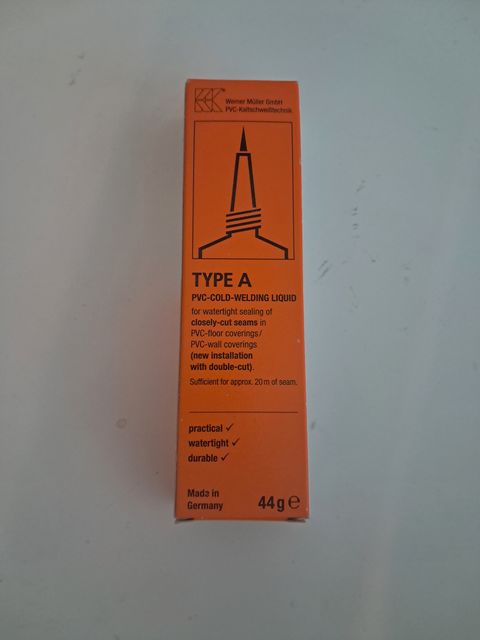 Werner Müller GmbH
PVC-Kaltschweißtechnik
TYPE A
PVC-COLD-WELDING LIQUID
for watertight sealing of
closely-cut seams in
PVC-floor coverings/
PVC-wall coverings
(new installation
with double-cut).
Sufficient for approx. 20 m of seam.
practical ✓
watertight ✓
durable ✓
Made in
Germany
44 g ℮